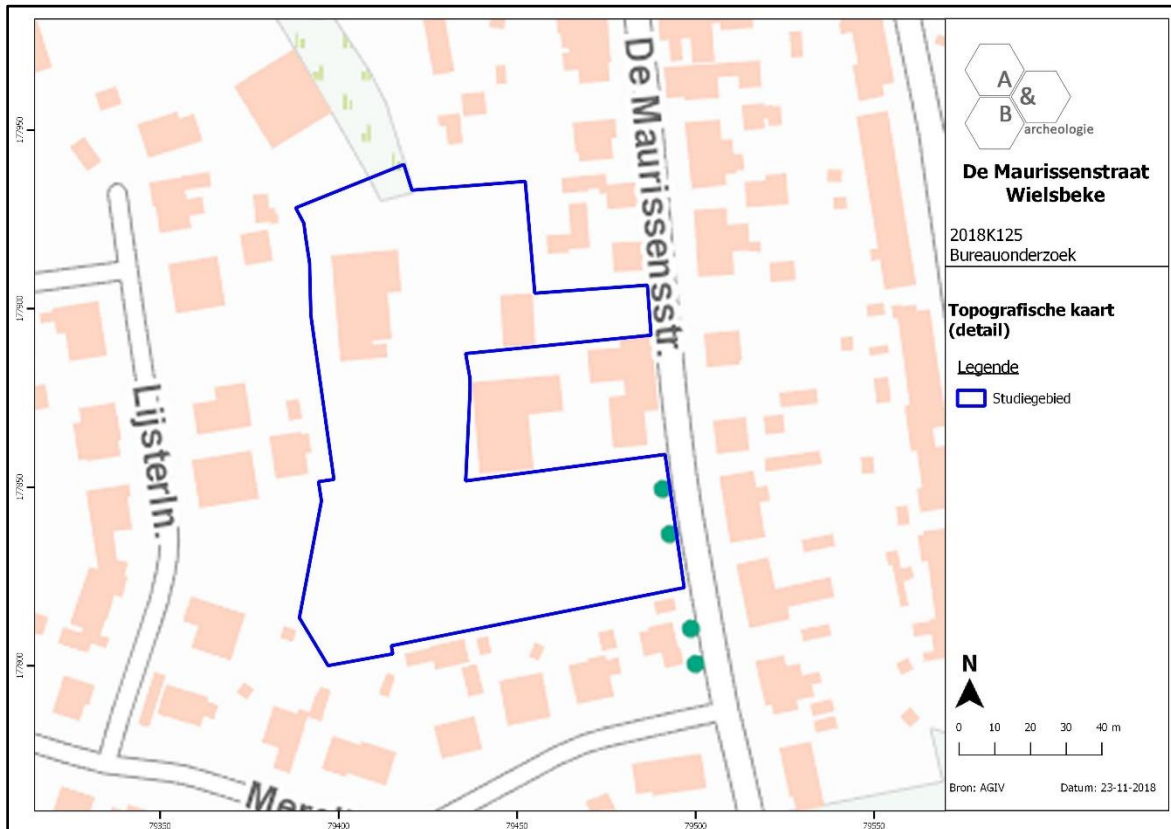 De Maurissensstr.
Lijsterln.
177950
177900
177850
177800
79350
79400
79450
79500
79550
A
&
B
archeologie
De Maurissenstraat
Wielsbeke
2018K125
Bureauonderzoek
Topografische kaart
(detail)
Legende
Studiegebied
N
0 10 20 30 40 m
Bron: AGIV Datum: 23-11-2018